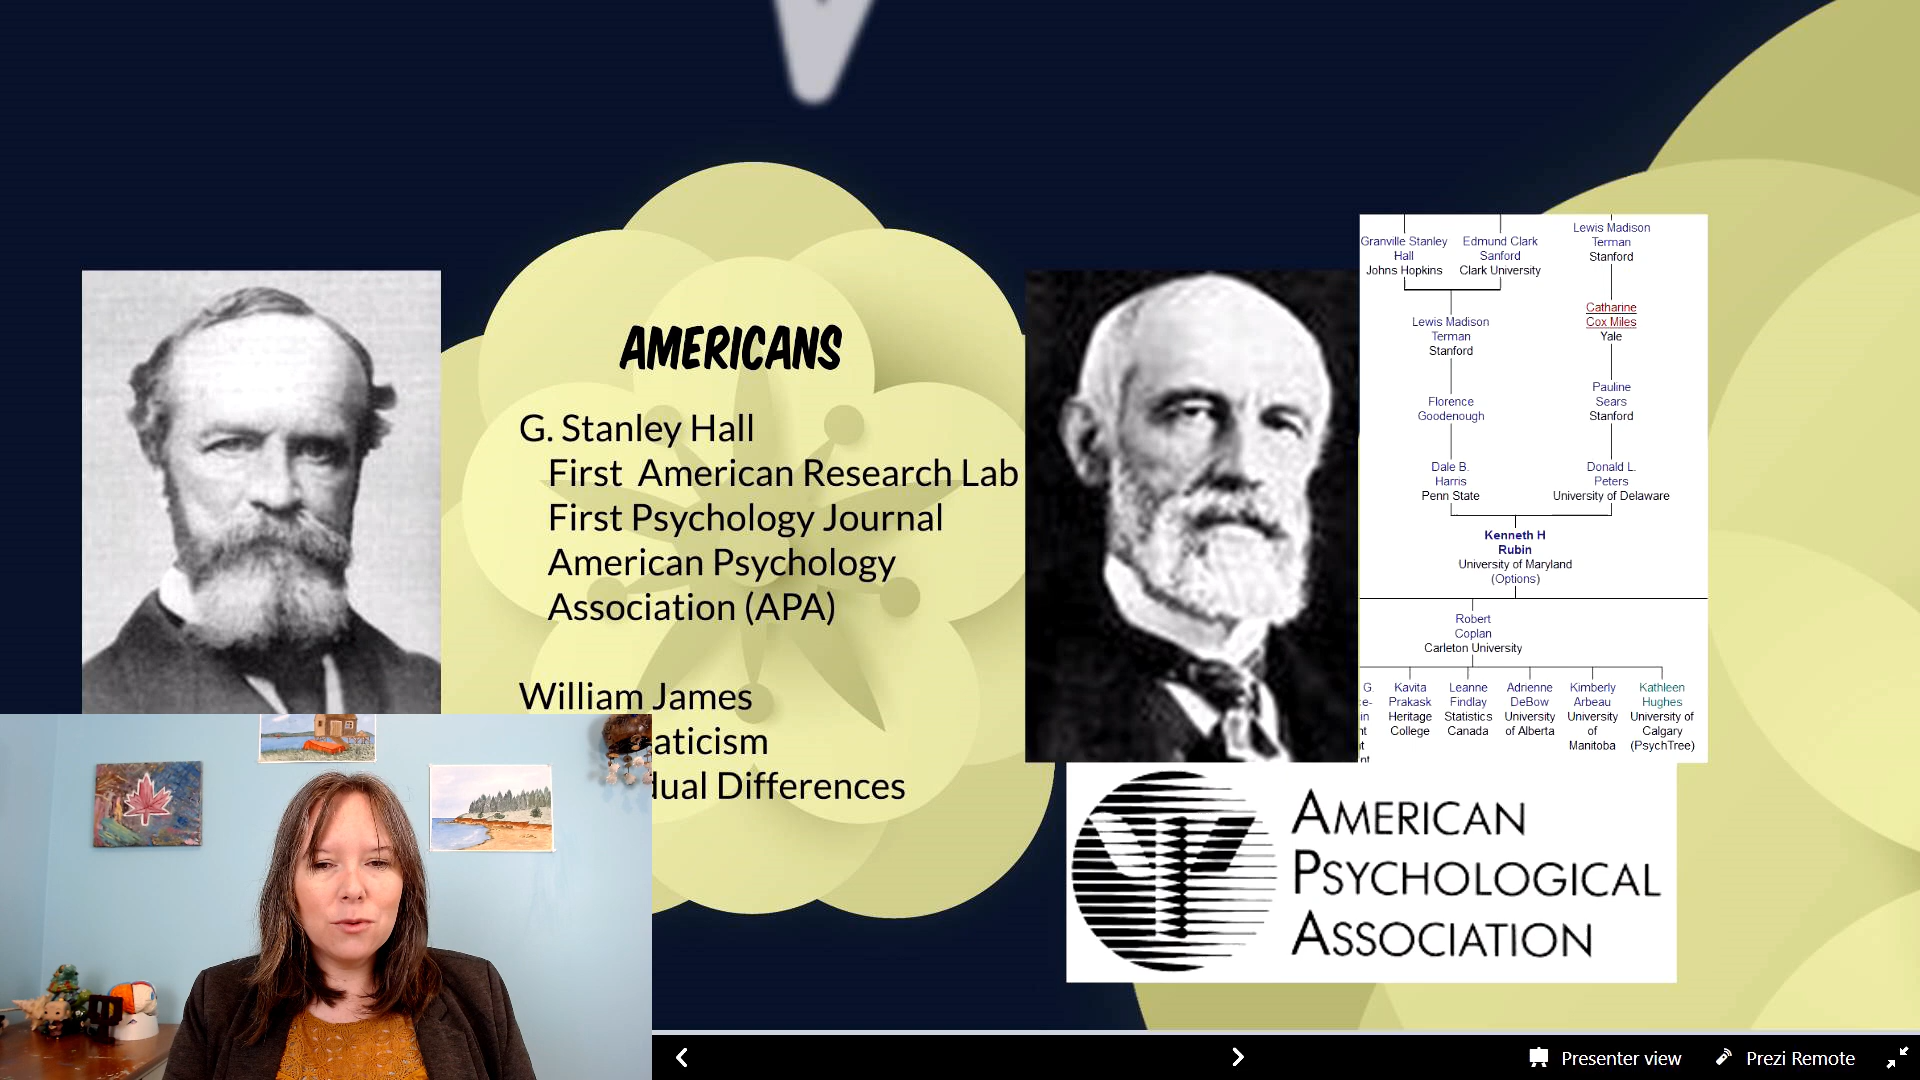 AMERICANS
G. Stanley Hall
First American Research Lab
First Psychology Journal
American Psychology
Association (APA)
William James
aticism
dual Differences
Granville Stanley
Hall
Johns Hopkins
Edmund Clark
Sanford
Clark University
Lewis Madison
Terman
Stanford
Lewis Madison
Terman
Stanford
Catharine
Cox Miles
Yale
Florence
Goodenough
Pauline
Sears
Stanford
Dale B.
Harris
Penn State
Donald L.
Peters
University of Delaware
Kenneth H
Rubin
University of Maryland
(Options)
Robert
Coplan
Carleton University
G.
ce-
in
nt
t
nt
Kavita
Prakask
Heritage
College
Leanne
Findlay
Statistics
Canada
Adrienne
DeBow
University
of Alberta
Kimberly
Arbeau
University
of
Manitoba
Kathleen
Hughes
University of
Calgary
(PsychTree)
AMERICAN
PSYCHOLOGICAL
ASSOCIATION
Presenter view
Prezi Remote